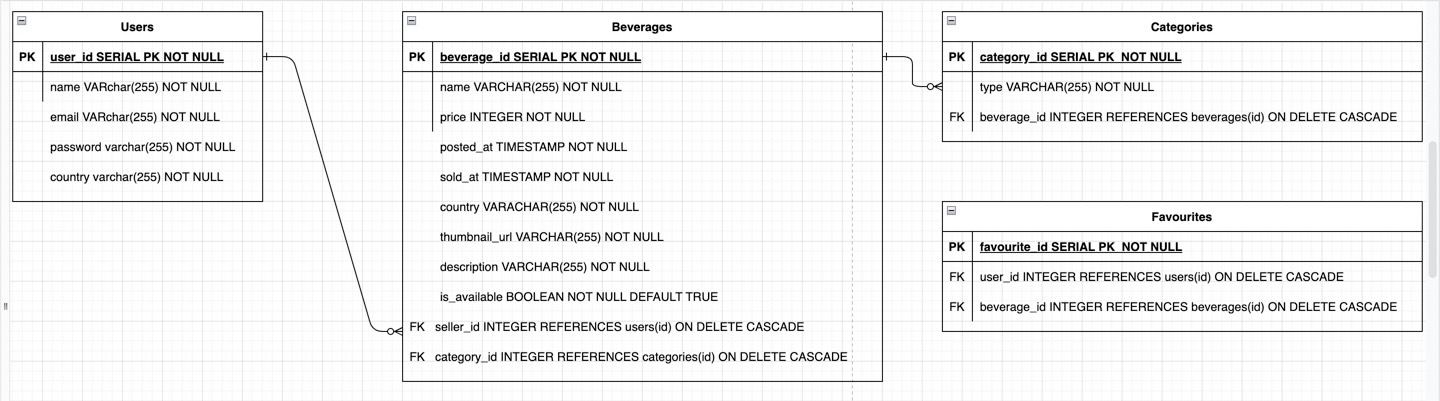 Users
PK user_id SERIAL PK NOT NULL
name VARchar(255) NOT NULL
email VARchar(255) NOT NULL
password varchar(255) NOT NULL
country varchar(255) NOT NULL
Beverages
PK beverage_id SERIAL PK NOT NULL
name VARCHAR(255) NOT NULL
price INTEGER NOT NULL
posted_at TIMESTAMP NOT NULL
sold_at TIMESTAMP NOT NULL
country VARACHAR(255) NOT NULL
thumbnail_url VARCHAR(255) NOT NULL
description VARCHAR(255) NOT NULL
is_available BOOLEAN NOT NULL DEFAULT TRUE
FK seller_id INTEGER REFERENCES users(id) ON DELETE CASCADE
FK category_id INTEGER REFERENCES categories(id) ON DELETE CASCADE
Categories
PK category_id SERIAL PK NOT NULL
type VARCHAR(255) NOT NULL
FK beverage_id INTEGER REFERENCES beverages(id) ON DELETE CASCADE
Favourites
PK favourite_id SERIAL PK NOT NULL
FK user_id INTEGER REFERENCES users(id) ON DELETE CASCADE
FK beverage_id INTEGER REFERENCES beverages(id) ON DELETE CASCADE